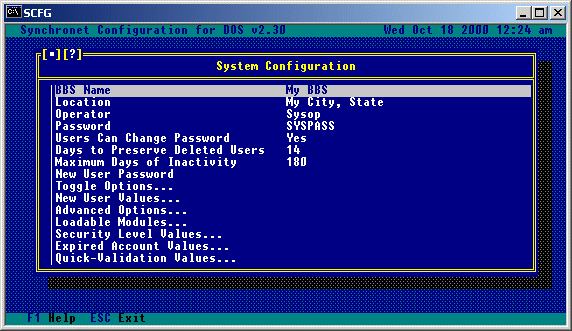 SCFG
Synchronet Configuration for DOS v2.30 Wed Oct 18 2000 12:24 am
[■][?]
System Configuration
BBS Name My BBS
Location My City, State
Operator Sysop
Password SYSPASS
Users Can Change Password Yes
Days to Preserve Deleted Users 14
Maximum Days of Inactivity 180
New User Password
Toggle Options...
New User Values...
Advanced Options...
Loadable Modules...
Security Level Values...
Expired Account Values...
Quick-Validation Values...
F1 Help ESC Exit